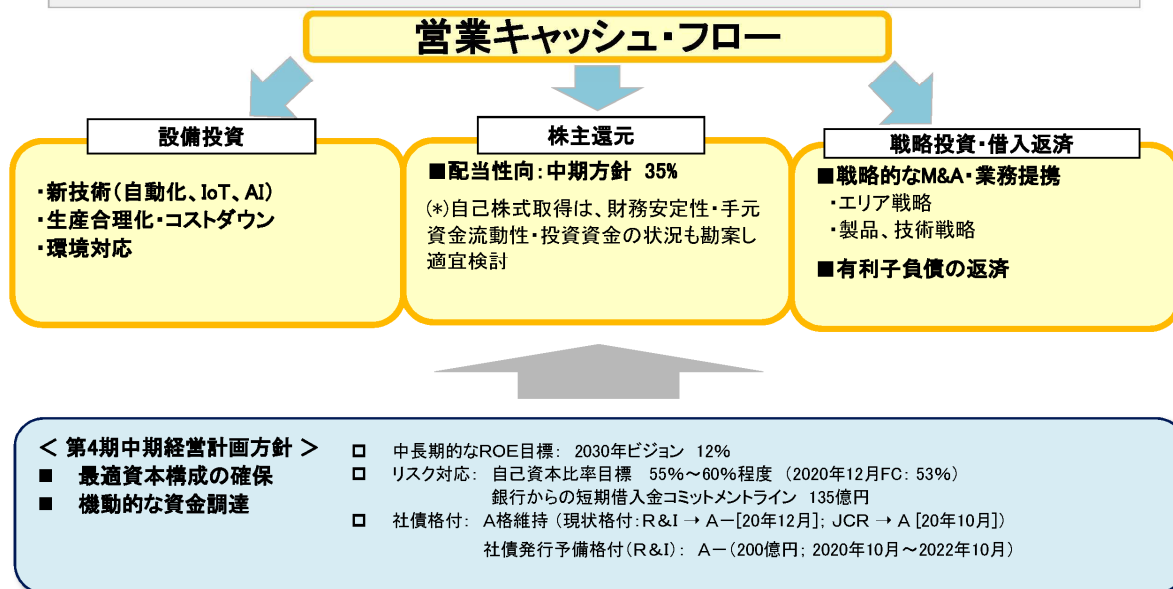 営業キャッシュ・フロー
設備投資
・新技術(自動化、IoT、AI)
・生産合理化・コストダウン
・環境対応
株主還元
■配当性向:中期方針 35%
(*)自己株式取得は、財務安定性・手元
資金流動性・投資資金の状況も勘案し
適宜検討
戦略投資・借入返済
■戦略的なM&A・業務提携
・エリア戦略
・製品、技術戦略
■有利子負債の返済
＜ 第4期中期経営計画方針 ＞
■ 最適資本構成の確保
■ 機動的な資金調達
□ 中長期的なROE目標: 2030年ビジョン 12%
□ リスク対応: 自己資本比率目標 55%～60%程度 (2020年12月FC: 53%)
銀行からの短期借入金コミットメントライン 135億円
□ 社債格付: A格維持 (現状格付:R&I → A－[20年12月]; JCR → A [20年10月])
社債発行予備格付(R&I): A－(200億円; 2020年10月～2022年10月)